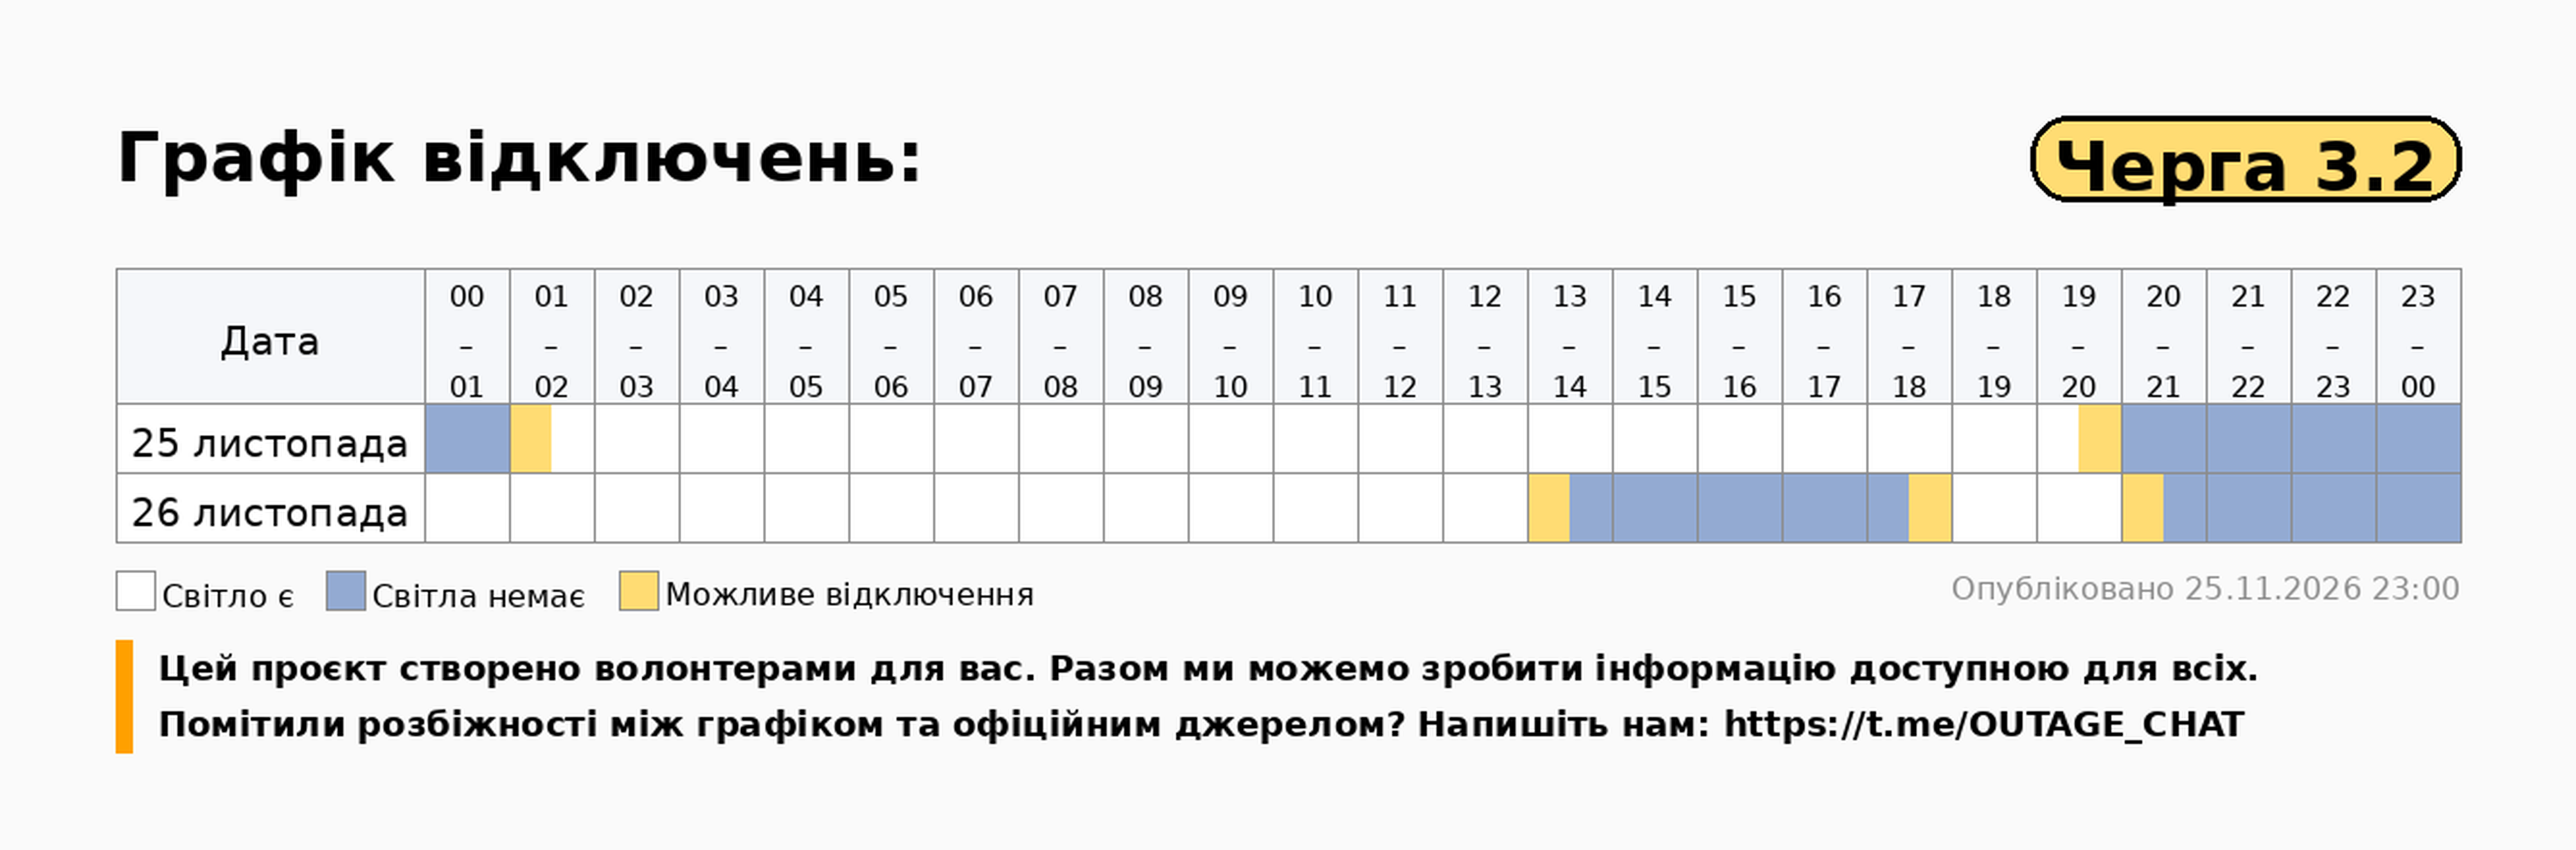 Графік відключень:
Черга 3.2
Дата
00 – 01
01 – 02
02 – 03
03 – 04
04 – 05
05 – 06
06 – 07
07 – 08
08 – 09
09 – 10
10 – 11
11 – 12
12 – 13
13 – 14
14 – 15
15 – 16
16 – 17
17 – 18
18 – 19
19 – 20
20 – 21
21 – 22
22 – 23
23 – 00
25 листопада
26 листопада
Світло є
Світла немає
Можливе відключення
Опубліковано 25.11.2026 23:00
Цей проєкт створено волонтерами для вас. Разом ми можемо зробити інформацію доступною для всіх.
Помітили розбіжності між графіком та офіційним джерелом? Напишіть нам: https://t.me/OUTAGE_CHAT